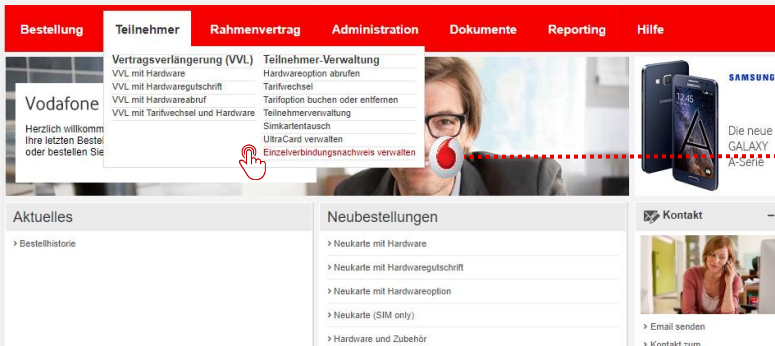 Bestellung Teilnehmer Rahmenvertrag Administration Dokumente Reporting Hilfe
Vertragsverlängerung (VVL)
VVL mit Hardware
VVL mit Hardwaregutschrift
VVL mit Hardwareabruf
VVL mit Tarifwechsel und Hardware
Teilnehmer-Verwaltung
Hardwareoption abrufen
Tarifwechsel
Tarifoption buchen oder entfernen
Teilnehmerverwaltung
Simkartentausch
UltraCard verwalten
Einzelverbindungsnachweis verwalten
Vodafone
Herzlich willkomm
Ihre letzten Bestel
oder bestellen Sie
SAMSUNG
12:45
Die neue
GALAXY
A-Serie
Aktuelles
› Bestellhistorie
Neubestellungen
› Neukarte mit Hardware
› Neukarte mit Hardwaregutschrift
› Neukarte mit Hardwareoption
› Neukarte (SIM only)
› Hardware und Zubehör
Kontakt –
› Email senden
› Kontakt zum